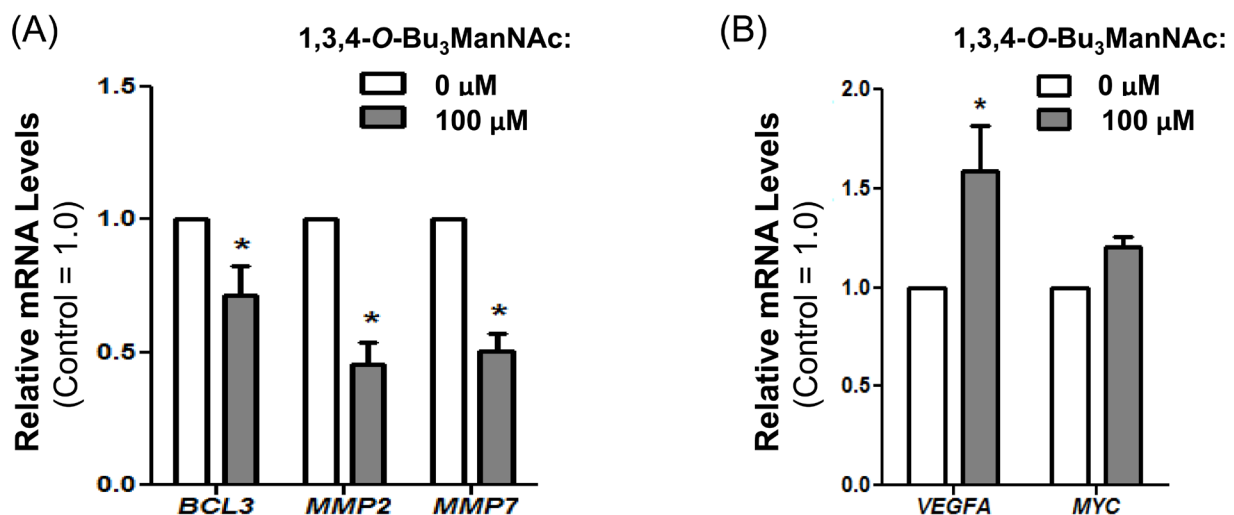 (A)
1,3,4-O-Bu₃ManNAc:
0 µM
100 µM
Relative mRNA Levels
(Control = 1.0)
1.5
1.0
0.5
0.0
*
*
*
BCL3 MMP2 MMP7
(B)
1,3,4-O-Bu₃ManNAc:
0 µM
100 µM
Relative mRNA Levels
(Control = 1.0)
2.0
1.5
1.0
0.5
0.0
*
VEGFA MYC